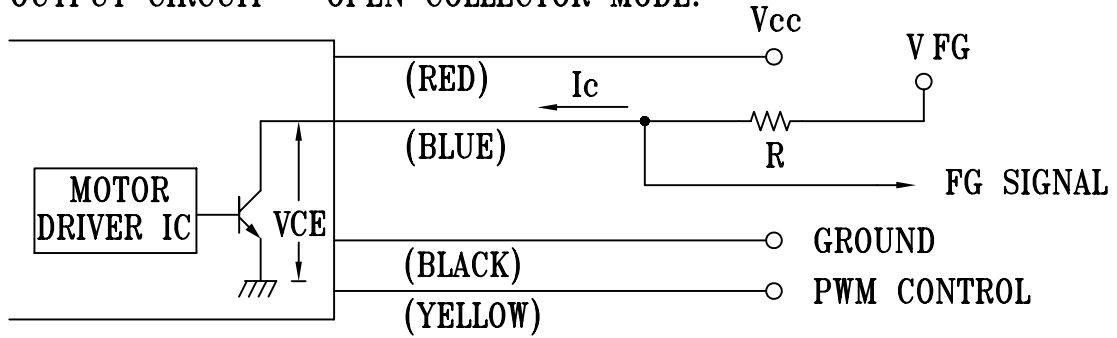 OUTPUT CIRCUIT - OPEN COLLECTOR MODE:
Vcc
V FG
(RED)
Ic
(BLUE)
R
FG SIGNAL
MOTOR
DRIVER IC
VCE
GROUND
(BLACK)
PWM CONTROL
(YELLOW)